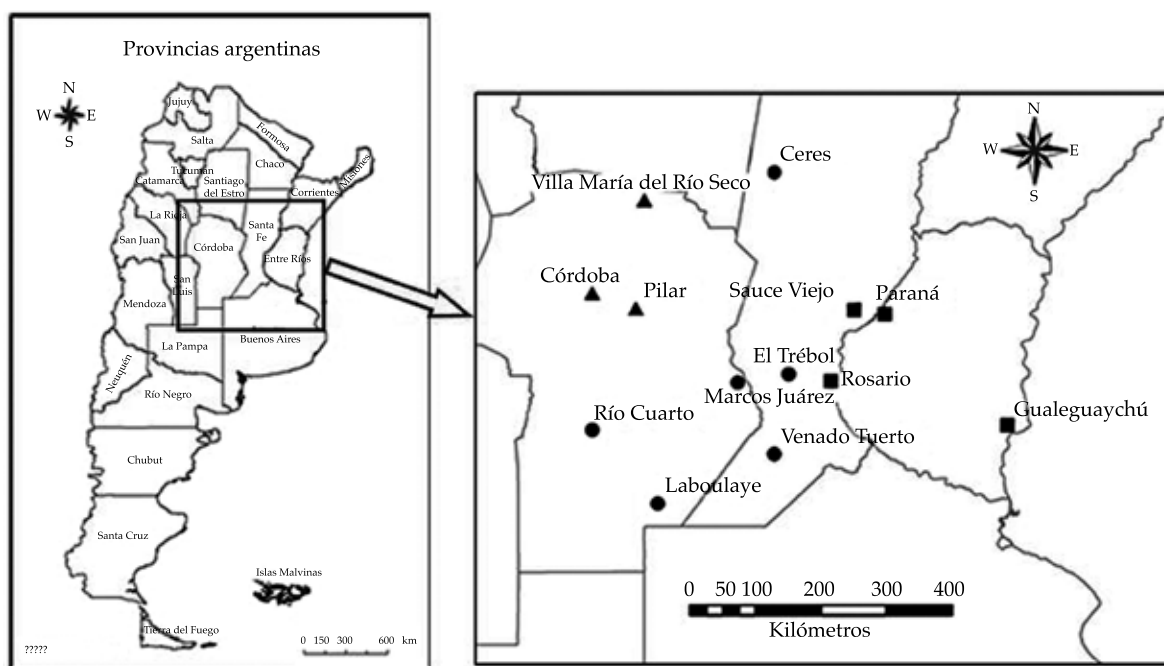 Provincias argentinas
N
W E
S
Jujuy
Salta
Formosa
Chaco
Misiones
Tucumán
Catamarca
Santiago
del Estro
Corrientes
La Rioja
Santa
Fe
San Juan
Córdoba
Entre Ríos
San
Luis
Mendoza
Buenos Aires
La Pampa
Neuquén
Río Negro
Chubut
Santa Cruz
Islas Malvinas
Tierra del Fuego
?????
0 150 300 600 km
N
W E
S
Ceres
Villa María del Río Seco
Córdoba
Pilar
Sauce Viejo
Paraná
El Trébol
Rosario
Marcos Juárez
Río Cuarto
Gualeguaychú
Venado Tuerto
Laboulaye
0 50 100 200 300 400
Kilómetros